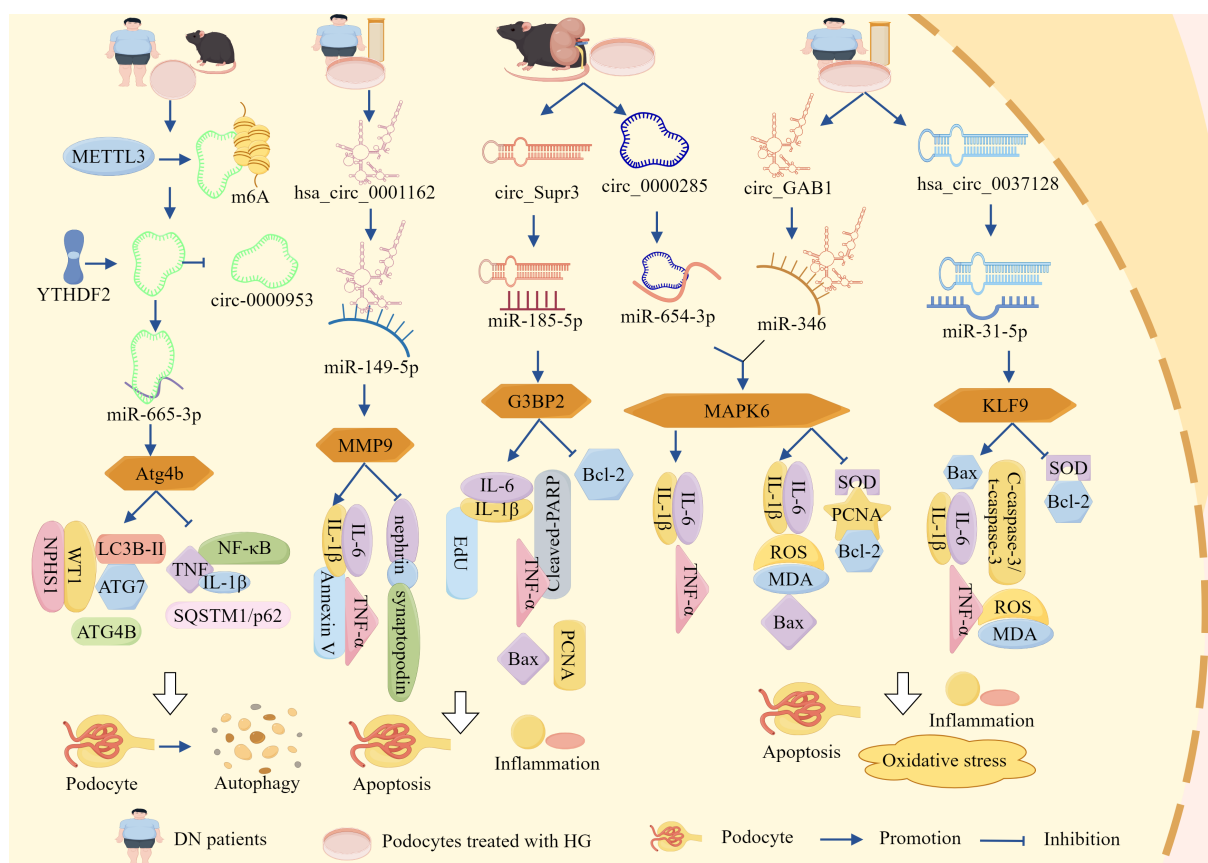 METTL3
m6A
YTHDF2
circ-0000953
miR-665-3p
Atg4b
NPHS1
WT1
LC3B-II
ATG7
ATG4B
TNF
NF-κB
IL-1β
SQSTM1/p62
Podocyte
Autophagy
hsa_circ_0001162
miR-149-5p
MMP9
IL-1β
IL-6
Annexin V
TNF-α
nephrin
synaptopodin
circ_Supr3
circ_0000285
miR-185-5p
miR-654-3p
G3BP2
IL-6
IL-1β
EdU
Cleaved-PARP
TNF-α
Bcl-2
Bax
PCNA
Apoptosis
Inflammation
circ_GAB1
hsa_circ_0037128
miR-346
miR-31-5p
MAPK6
IL-1β
IL-6
TNF-α
IL-1β
IL-6
ROS
MDA
Bax
SOD
PCNA
Bcl-2
KLF9
Bax
IL-1β
IL-6
C-caspase-3/
t-caspase-3
TNF-α
ROS
MDA
SOD
Bcl-2
Apoptosis
Inflammation
Oxidative stress
DN patients
Podocytes treated with HG
Podocyte
Promotion
Inhibition